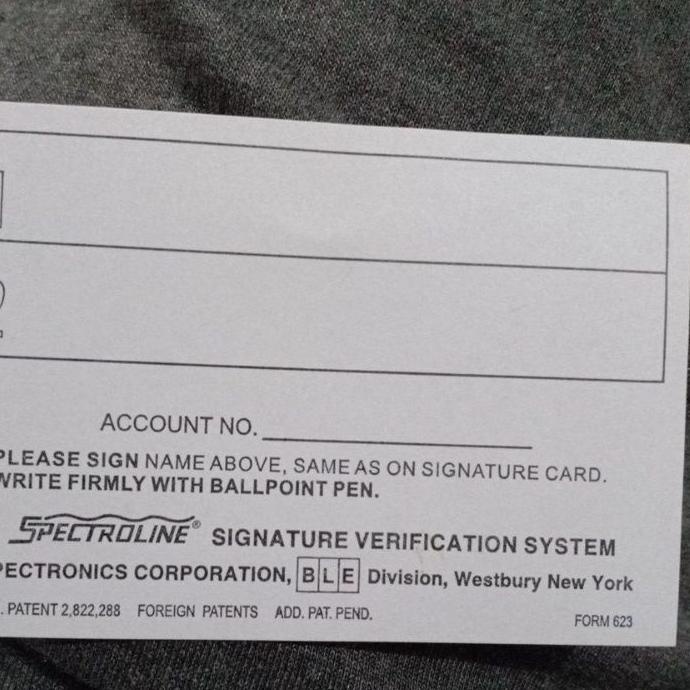 ACCOUNT NO.
PLEASE SIGN NAME ABOVE, SAME AS ON SIGNATURE CARD.
WRITE FIRMLY WITH BALLPOINT PEN.
SPECTROLINE® SIGNATURE VERIFICATION SYSTEM
SPECTRONICS CORPORATION, BLE Division, Westbury New York
. PATENT 2,822,288 FOREIGN PATENTS ADD. PAT. PEND.
FORM 623